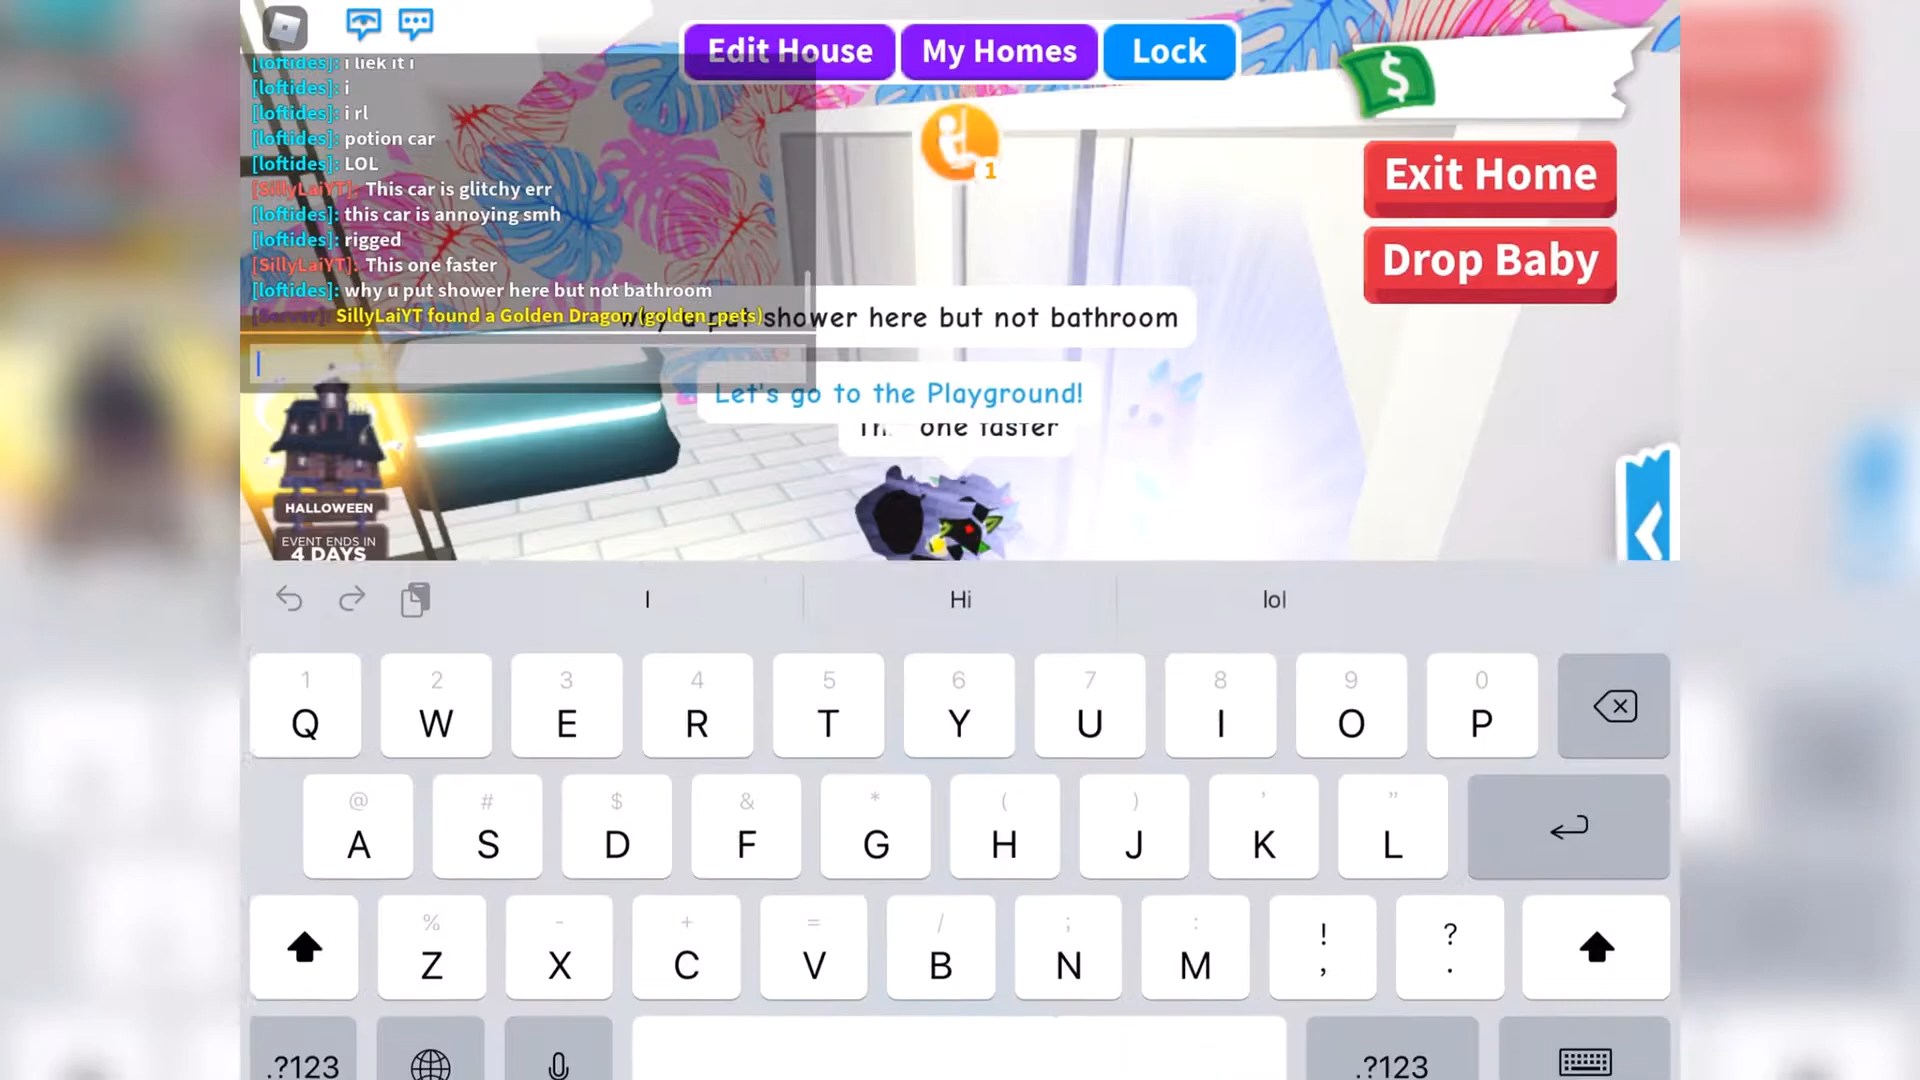 Edit House
My Homes
Lock
[loftides]: i liek it i
[loftides]: i
[loftides]: i rl
[loftides]: potion car
[loftides]: LOL
[SillyLaiYT]: This car is glitchy err
[loftides]: this car is annoying smh
[loftides]: rigged
[SillyLaiYT]: This one faster
[loftides]: why u put shower here but not bathroom
[Server]: SillyLaiYT found a Golden Dragon (golden_pets)
1
$
Exit Home
Drop Baby
why u put shower here but not bathroom
Let's go to the Playground!
one faster
HALLOWEEN
EVENT ENDS IN
4 DAYS
I
Hi
lol
1 2 3 4 5 6 7 8 9 0
Q W E R T Y U I O P
@ # $ & * ( ) ' "
A S D F G H J K L
% - + = / ; : ! ?
Z X C V B N M , .
.?123
.?123